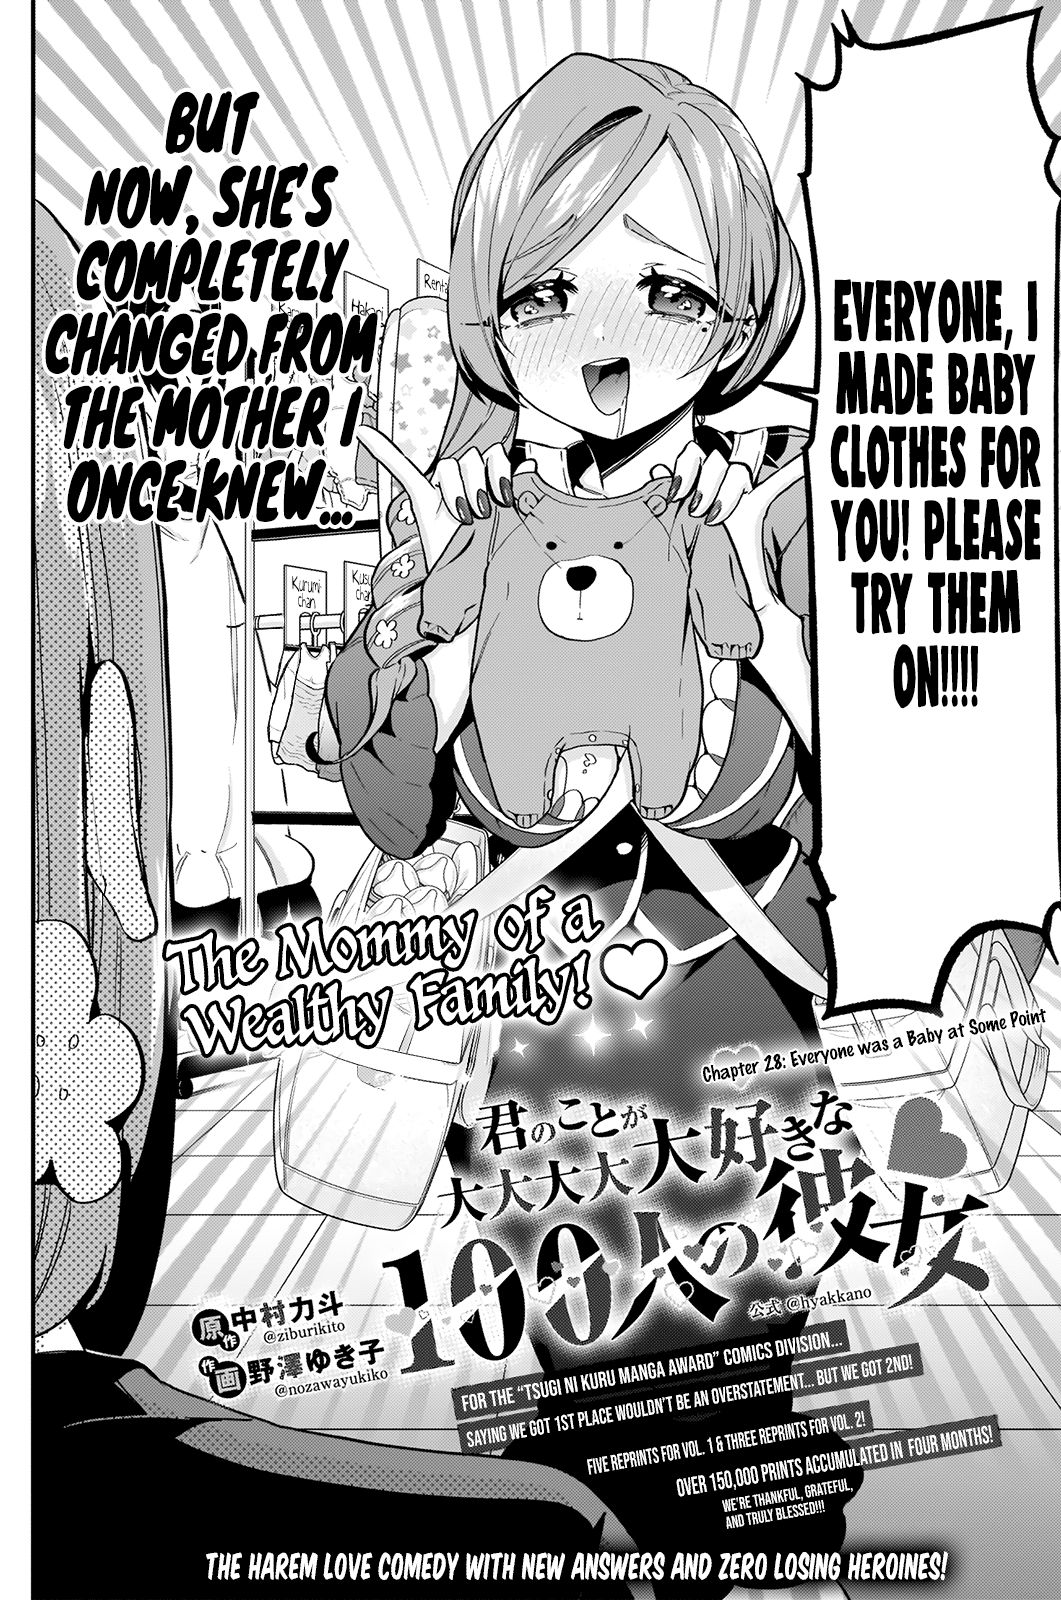 EVERYONE, I
MADE BABY
CLOTHES FOR
YOU! PLEASE
TRY THEM
ON!!!!
BUT
NOW, SHE'S
COMPLETELY
CHANGED FROM
THE MOTHER I
ONCE KNEW...
Renta
Hakari
Kara
Kurumi-
chan
Kusu
chan
The Mommy of a
Wealthy Family!
Chapter 28: Everyone was a Baby at Some Point
君のことが
大大大大大好きな
100人の彼女
公式 @hyakkano
原作 中村力斗
@ziburikito
作画 野澤ゆき子
@nozawayukiko
FOR THE "TSUGI NI KURU MANGA AWARD" COMICS DIVISION...
SAYING WE GOT 1ST PLACE WOULDN'T BE AN OVERSTATEMENT... BUT WE GOT 2ND!
FIVE REPRINTS FOR VOL. 1 & THREE REPRINTS FOR VOL. 2!
OVER 150,000 PRINTS ACCUMULATED IN FOUR MONTHS!
WE'RE THANKFUL, GRATEFUL,
AND TRULY BLESSED!!!
THE HAREM LOVE COMEDY WITH NEW ANSWERS AND ZERO LOSING HEROINES!